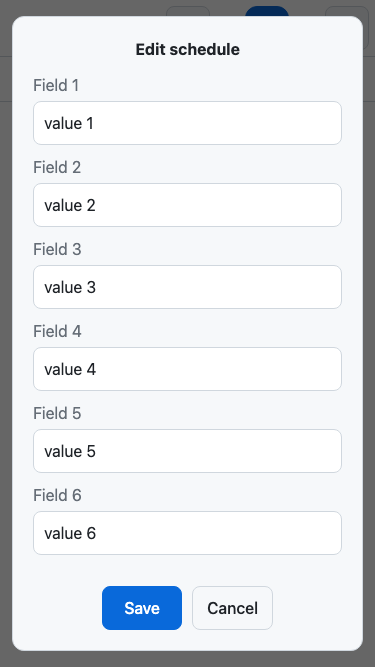 Edit schedule
Field 1
value 1
Field 2
value 2
Field 3
value 3
Field 4
value 4
Field 5
value 5
Field 6
value 6
Save Cancel